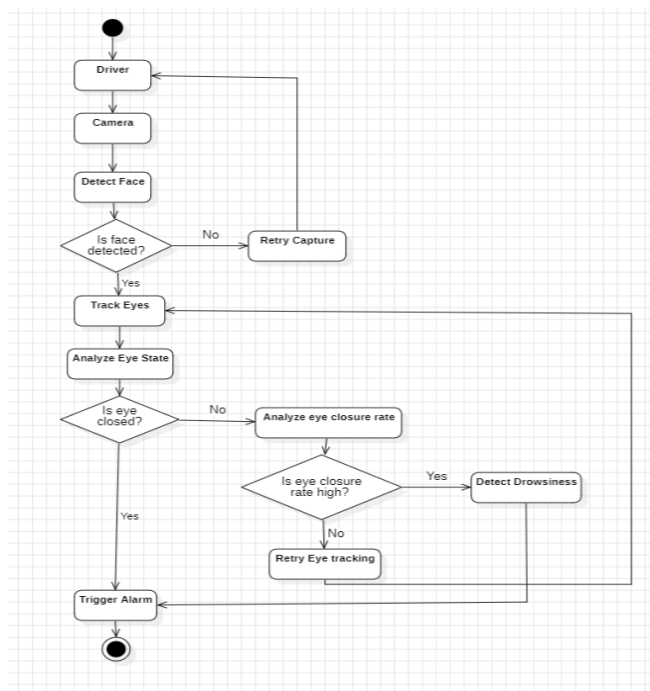 Driver
Camera
Detect Face
Is face
detected?
No
Retry Capture
Yes
Track Eyes
Analyze Eye State
Is eye
closed?
No
Analyze eye closure rate
Is eye closure
rate high?
Yes
Detect Drowsiness
Yes
No
Retry Eye tracking
Trigger Alarm